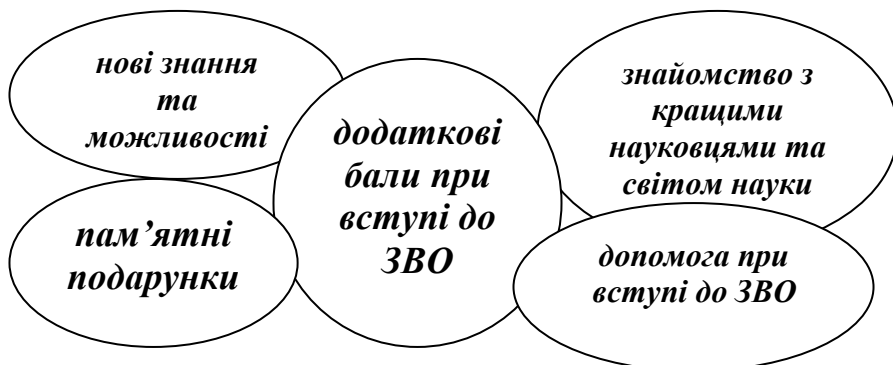 нові знання
та
можливості
пам’ятні
подарунки
додаткові
бали при
вступі до
ЗВО
знайомство з
кращими
науковцями та
світом науки
допомога при
вступі до ЗВО